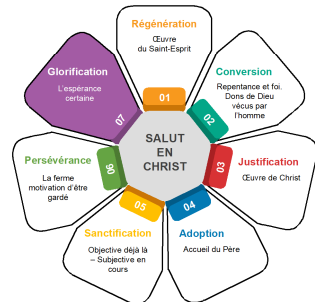 Régénération
Œuvre
du Saint-Esprit
01
Conversion
Repentance et foi.
Dons de Dieu
vécus par
l'homme
02
Justification
Œuvre de Christ
03
Adoption
Accueil du Père
04
Sanctification
Objective déjà là
– Subjective en
cours
05
Persévérance
La ferme
motivation d'être
gardé
06
Glorification
L'espérance
certaine
07
SALUT
EN
CHRIST